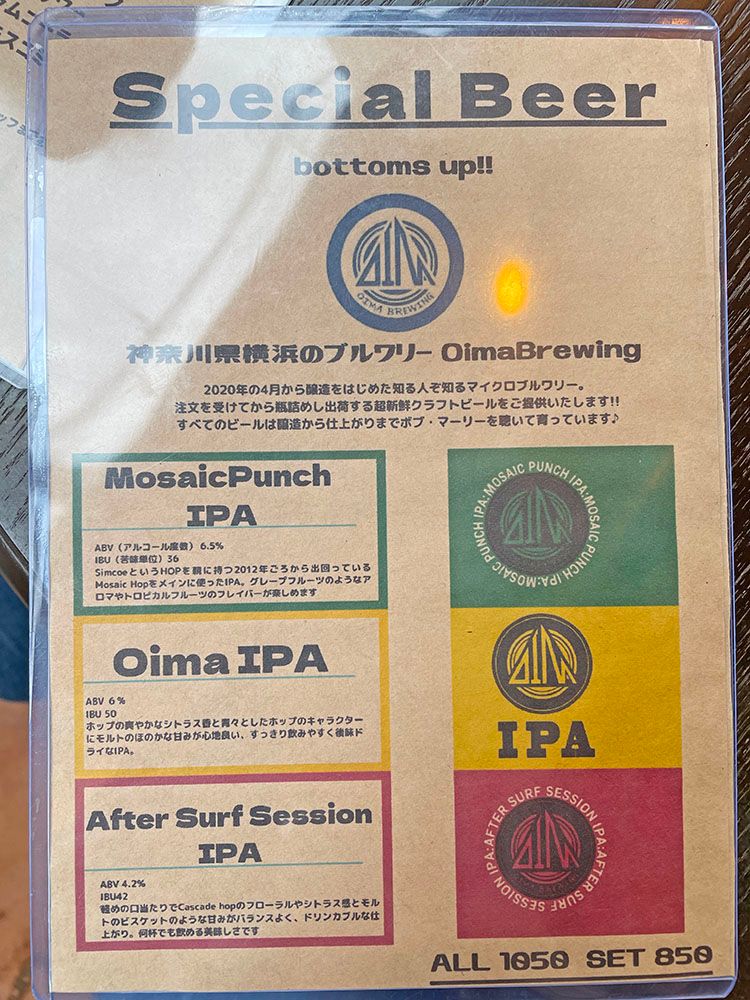 Special Beer
bottoms up!!
OIMA BREWING
神奈川県横浜のブルワリー OimaBrewing
2020年の4月から醸造をはじめた知る人ぞ知るマイクロブルワリー。
注文を受けてから瓶詰めし出荷する超新鮮クラフトビールをご提供いたします!!
すべてのビールは醸造から仕上がりまでボブ・マーリーを聴いて育っています♪
MosaicPunch
IPA
ABV（アルコール度数）6.5%
IBU（苦味単位）36
SimcoeというHOPを親に持つ2012年ごろから出回っている
Mosaic Hopをメインに使ったIPA。グレープフルーツのようなア
ロマやトロピカルフルーツのフレイバーが楽しめます
MOSAIC PUNCH IPA:MOSAIC PUNCH IPA:MOSAIC PUNCH IPA:
Oima IPA
ABV 6%
IBU 50
ホップの爽やかなシトラス香と青々としたホップのキャラクター
にモルトのほのかな甘みが心地良い、すっきり飲みやすく後味ド
ライなIPA。
OIMA
IPA
After Surf Session
IPA
ABV 4.2%
IBU42
軽めの口当たりでCascade hopのフローラルやシトラス感とモル
トのビスケットのような甘みがバランスよく、ドリンカブルな仕
上がり。何杯でも飲める美味しさです
AFTER SURF SESSION IPA:AFTER SURF SESSION IPA:
OIMA BREWING
ALL 1050 SET 850